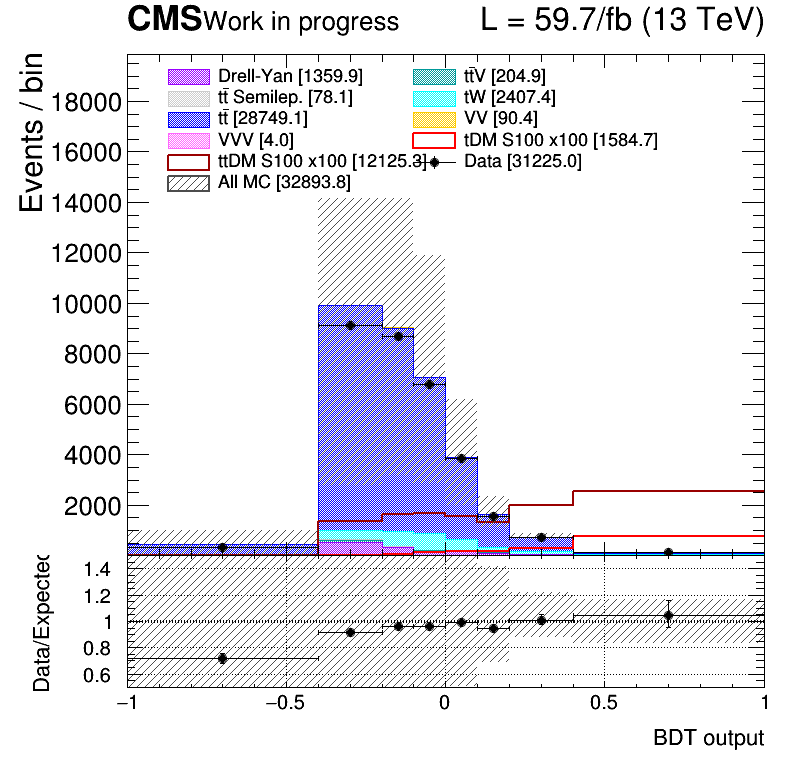 CMS Work in progress L = 59.7/fb (13 TeV)
Events / bin
18000
16000
14000
12000
10000
8000
6000
4000
2000
Drell-Yan [1359.9]
tt̄V [204.9]
tt̄ Semilep. [78.1]
tW [2407.4]
tt̄ [28749.1]
VV [90.4]
VVV [4.0]
tDM S100 x100 [1584.7]
ttDM S100 x100 [12125.3]
Data [31225.0]
All MC [32893.8]
Data/Expected
1.4
1.2
1
0.8
0.6
−1 −0.5 0 0.5 1
BDT output